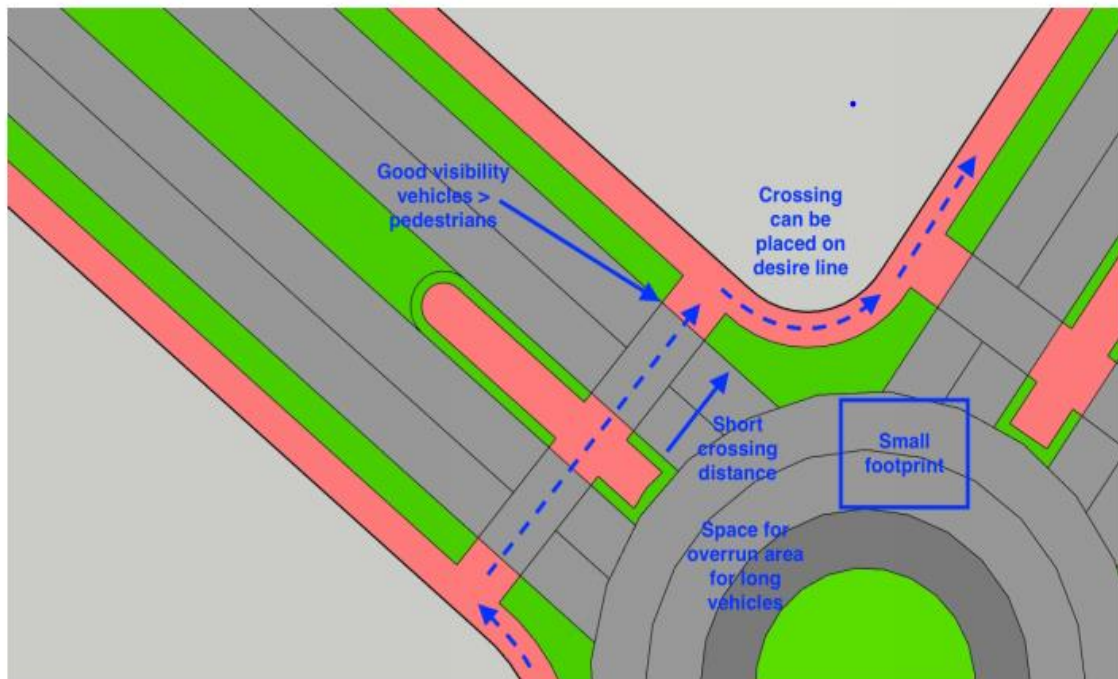 Good visibility
vehicles >
pedestrians
Crossing
can be
placed on
desire line
Short
crossing
distance
Small
footprint
Space for
overrun area
for long
vehicles